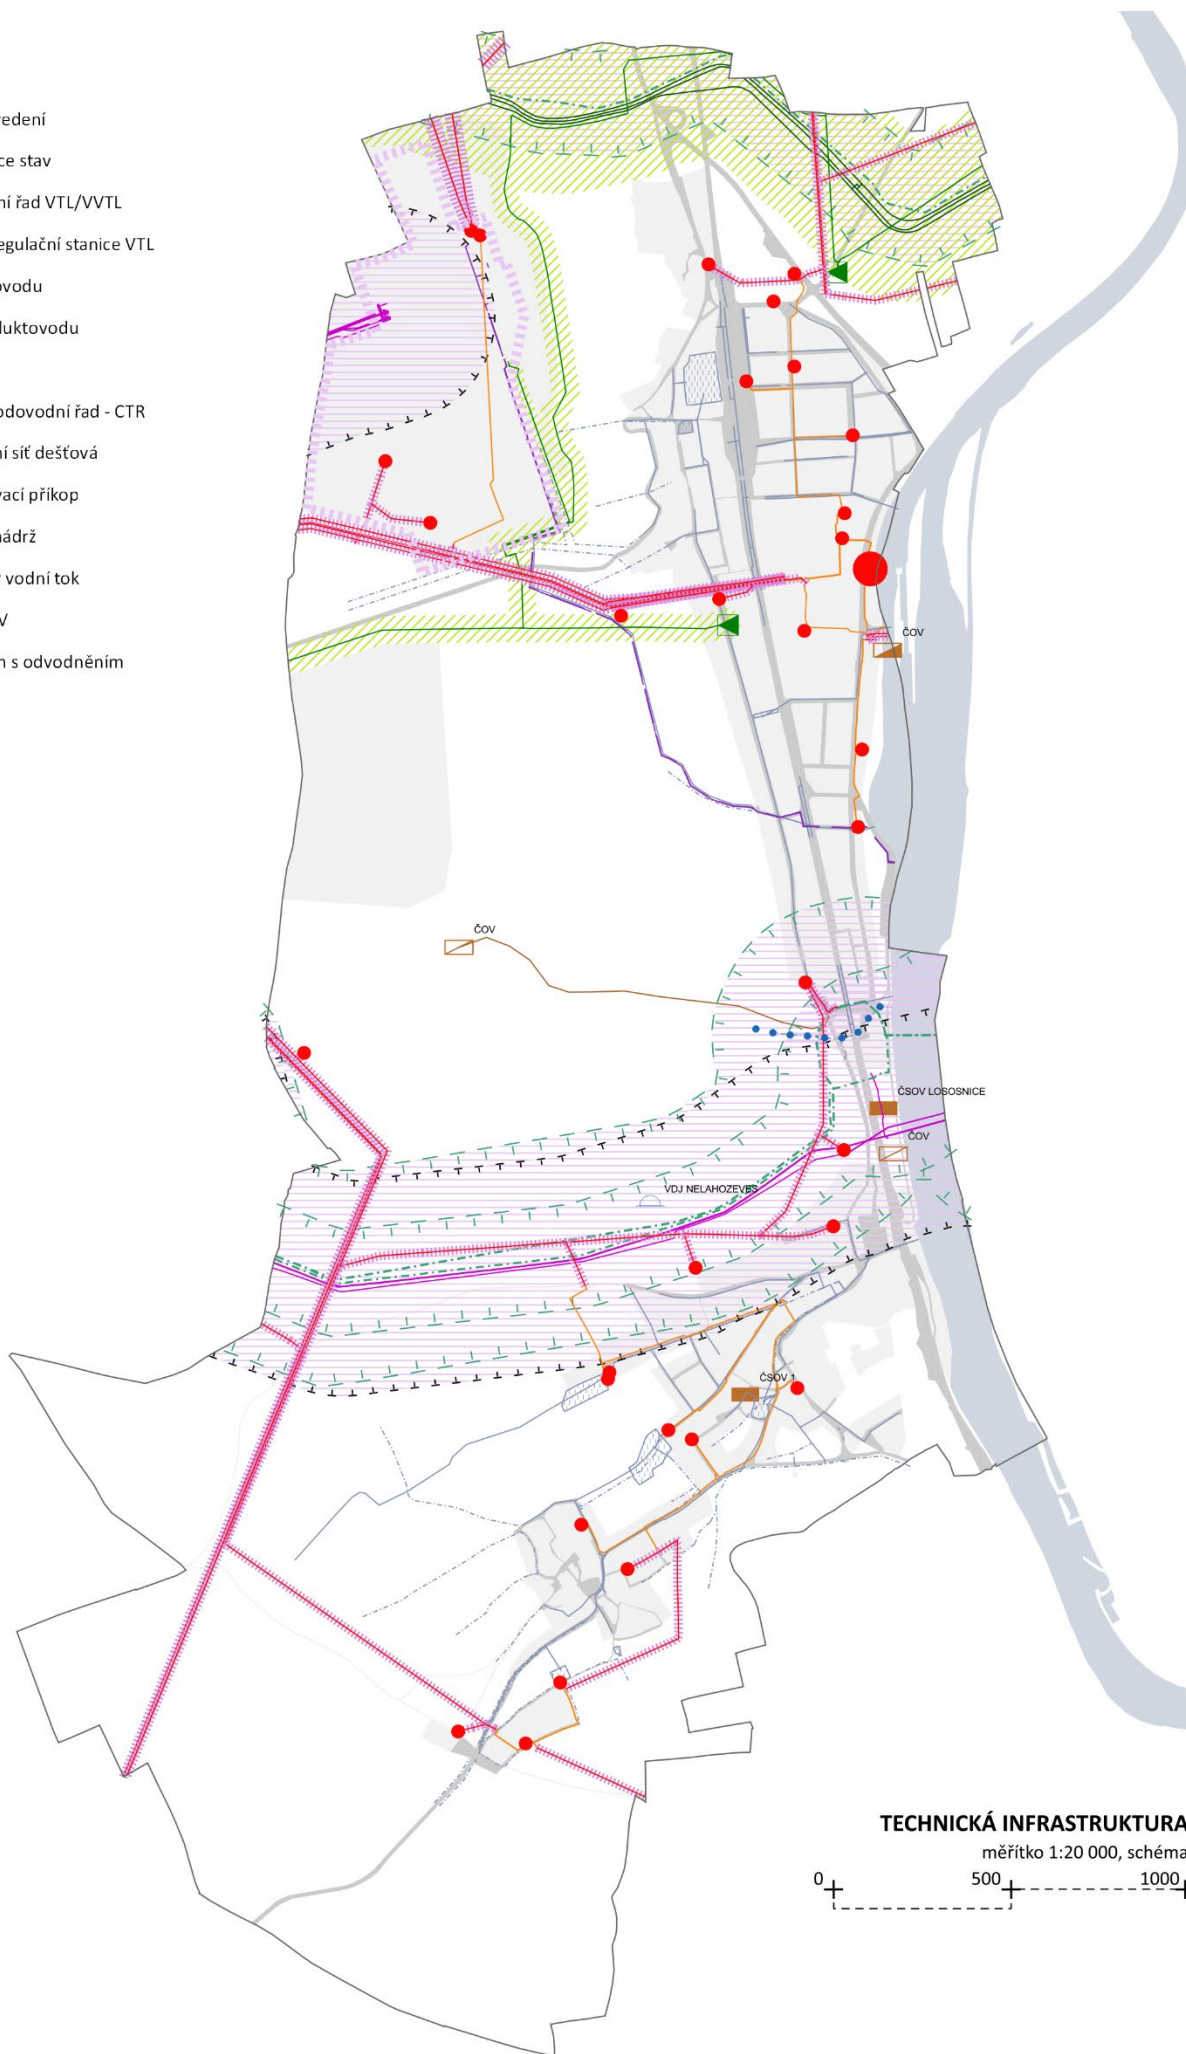 edení
ce stav
ní řad VTL/VVTL
egulační stanice VTL
ovodu
duktovodu
odovodní řad - CTR
ní síť dešťová
vací příkop
nádrž
vodní tok
V
n s odvodněním
ČOV
ČOV
ČSOV LOSOSNICE
ČOV
VDJ NELAHOZEVES
ČSOV 1
TECHNICKÁ INFRASTRUKTURA
měřítko 1:20 000, schéma
0 500 1000